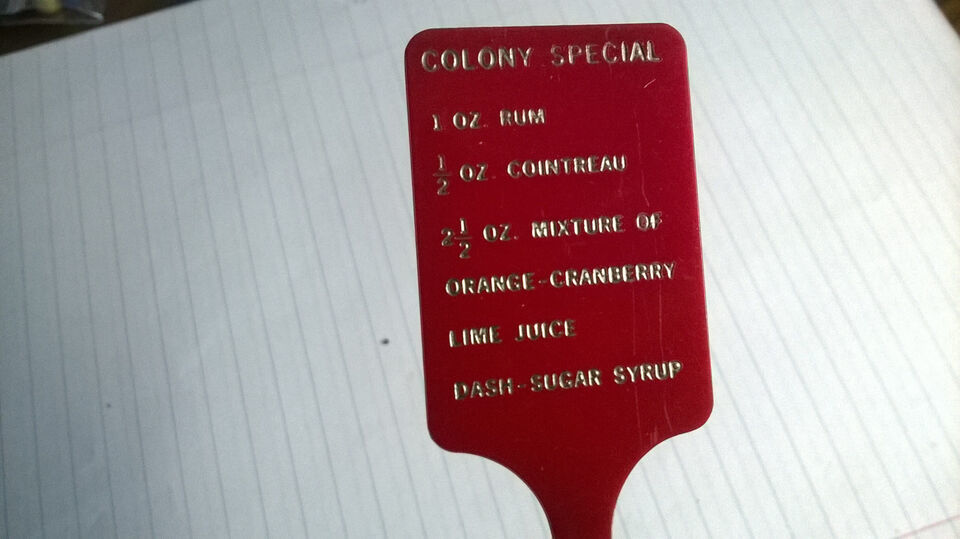 COLONY SPECIAL
1 OZ. RUM
1/2 OZ. COINTREAU
2 1/2 OZ. MIXTURE OF
ORANGE-CRANBERRY
LIME JUICE
DASH-SUGAR SYRUP